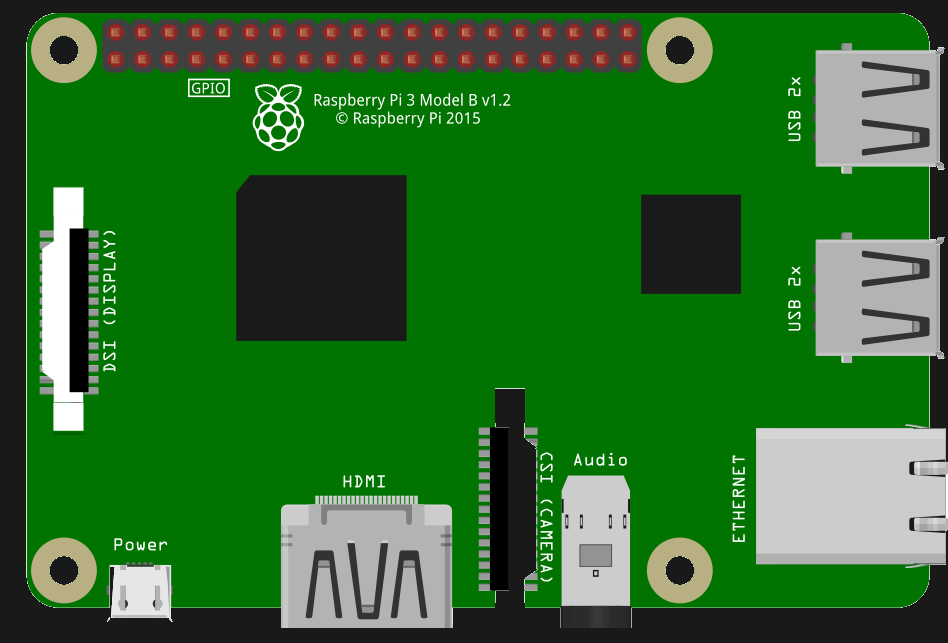 GPIO
Raspberry Pi 3 Model B v1.2
© Raspberry Pi 2015
USB 2x
DSI (DISPLAY)
USB 2x
HDMI
CSI (CAMERA)
Audio
ETHERNET
Power